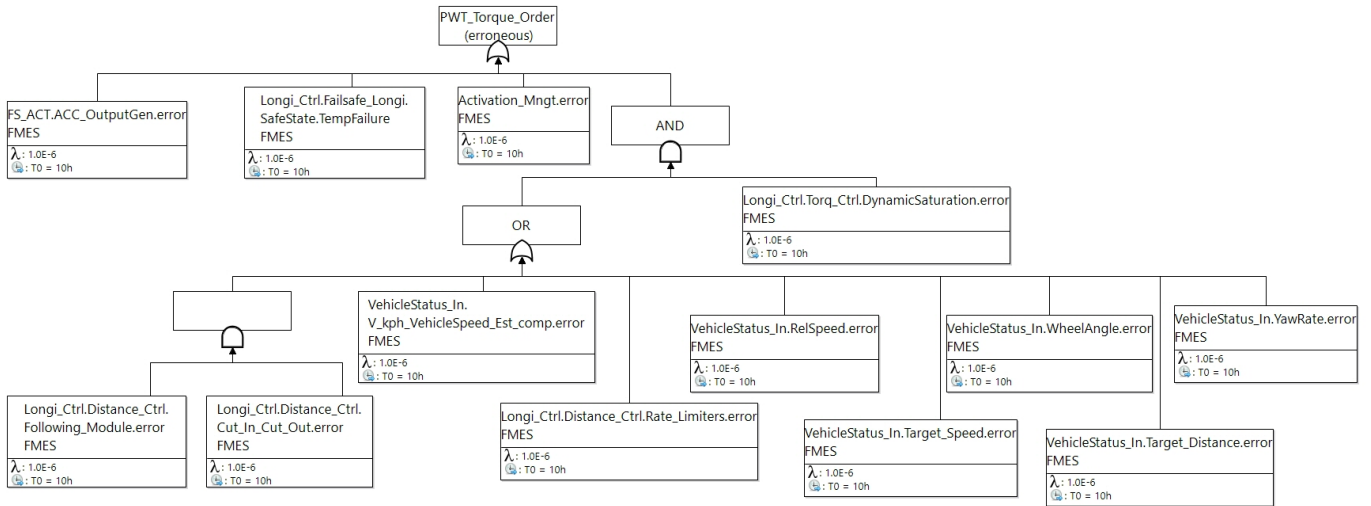 PWT_Torque_Order
(erroneous)
FS_ACT.ACC_OutputGen.error
FMES
λ: 1.0E-6
: T0 = 10h
Longi_Ctrl.Failsafe_Longi.
SafeState.TempFailure
FMES
λ: 1.0E-6
: T0 = 10h
Activation_Mngt.error
FMES
λ: 1.0E-6
: T0 = 10h
AND
OR
Longi_Ctrl.Torq_Ctrl.DynamicSaturation.error
FMES
λ: 1.0E-6
: T0 = 10h
VehicleStatus_In.
V_kph_VehicleSpeed_Est_comp.error
FMES
λ: 1.0E-6
: T0 = 10h
VehicleStatus_In.RelSpeed.error
FMES
λ: 1.0E-6
: T0 = 10h
VehicleStatus_In.WheelAngle.error
FMES
λ: 1.0E-6
: T0 = 10h
VehicleStatus_In.YawRate.error
FMES
λ: 1.0E-6
: T0 = 10h
Longi_Ctrl.Distance_Ctrl.
Following_Module.error
FMES
λ: 1.0E-6
: T0 = 10h
Longi_Ctrl.Distance_Ctrl.
Cut_In_Cut_Out.error
FMES
λ: 1.0E-6
: T0 = 10h
Longi_Ctrl.Distance_Ctrl.Rate_Limiters.error
FMES
λ: 1.0E-6
: T0 = 10h
VehicleStatus_In.Target_Speed.error
FMES
λ: 1.0E-6
: T0 = 10h
VehicleStatus_In.Target_Distance.error
FMES
λ: 1.0E-6
: T0 = 10h